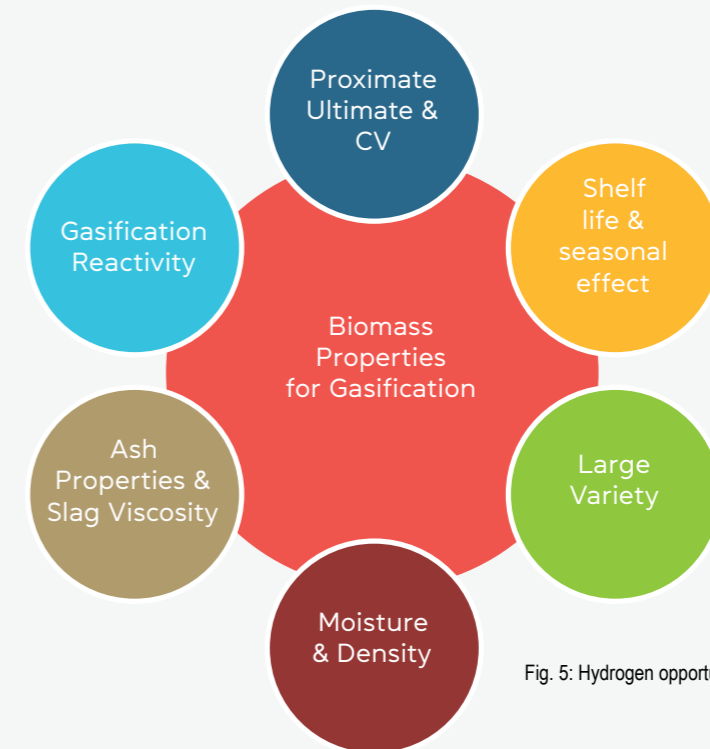 Proximate
Ultimate &
CV
Shelf
life &
seasonal
effect
Gasification
Reactivity
Biomass
Properties
for Gasification
Ash
Properties &
Slag Viscosity
Large
Variety
Moisture
& Density
Fig. 5: Hydrogen